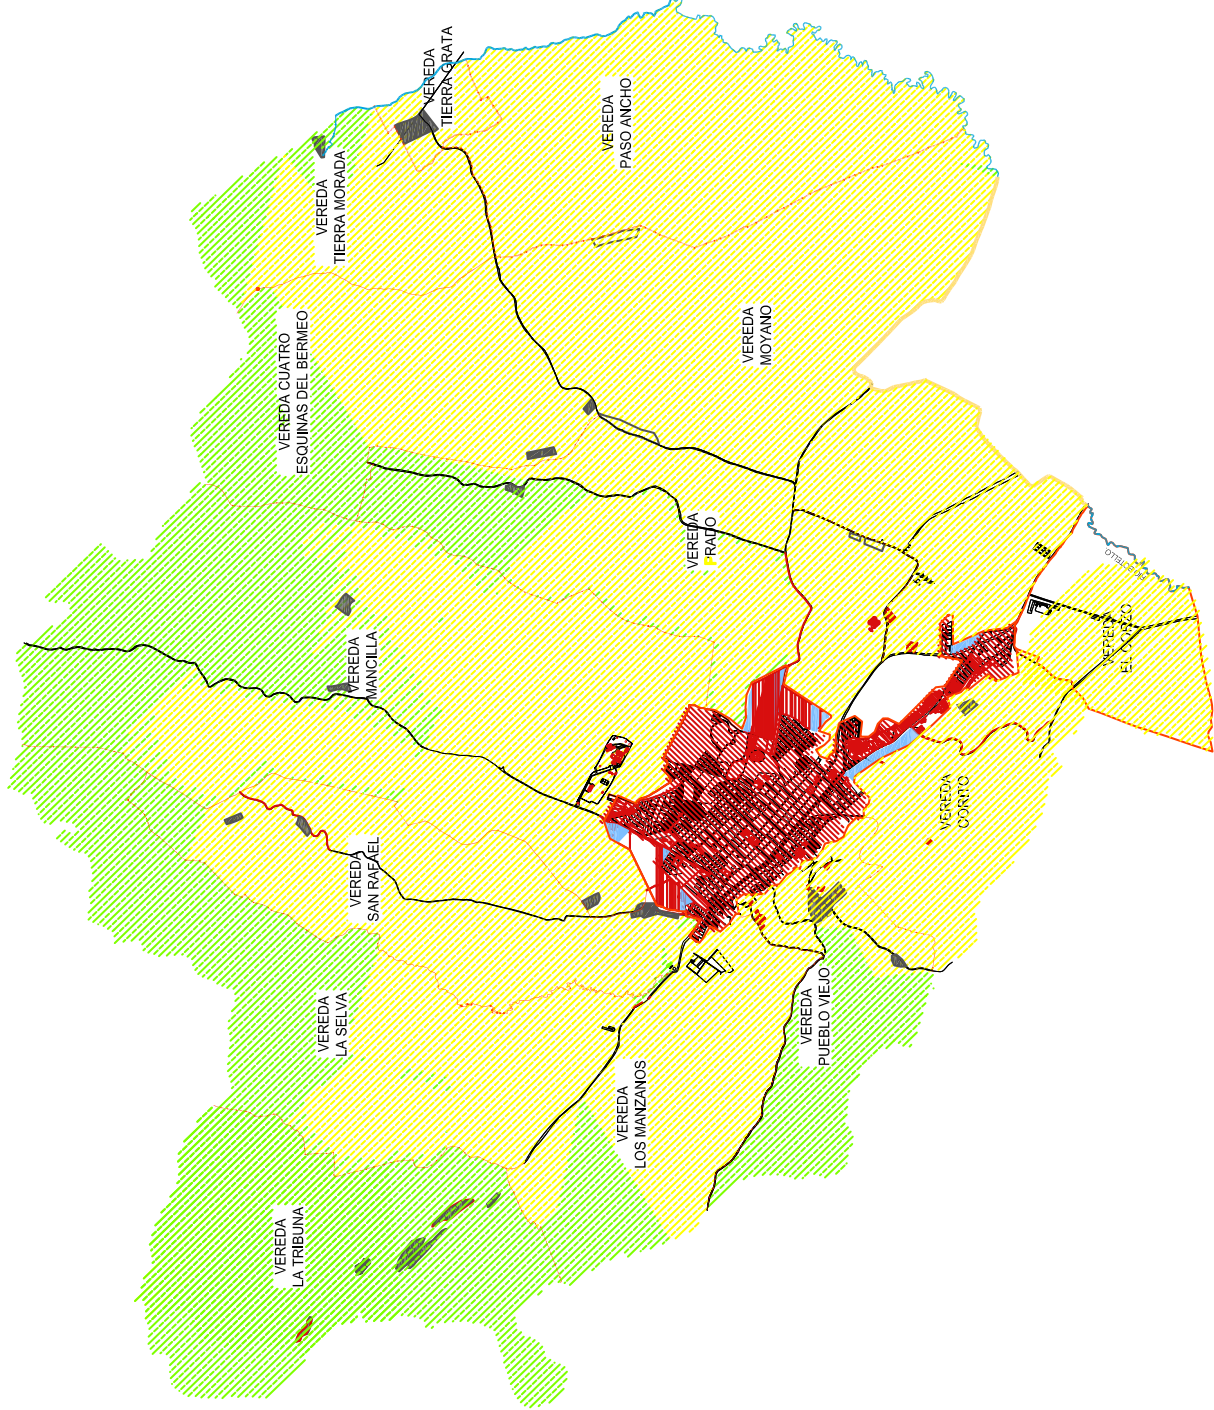 VEREDA
TIERRA GRATA
VEREDA
PASO ANCHO
VEREDA
TIERRA MORADA
VEREDA CUATRO
ESQUINAS DEL BERMEO
VEREDA
MOYANO
VEREDA
PRADO
RIO BOTELLO
VEREDA
EL CORZO
VEREDA
MANCILLA
VEREDA
CORITO
VEREDA
SAN RAFAEL
VEREDA
LA SELVA
VEREDA
PUEBLO VIEJO
VEREDA
LOS MANZANOS
VEREDA
LA TRIBUNA